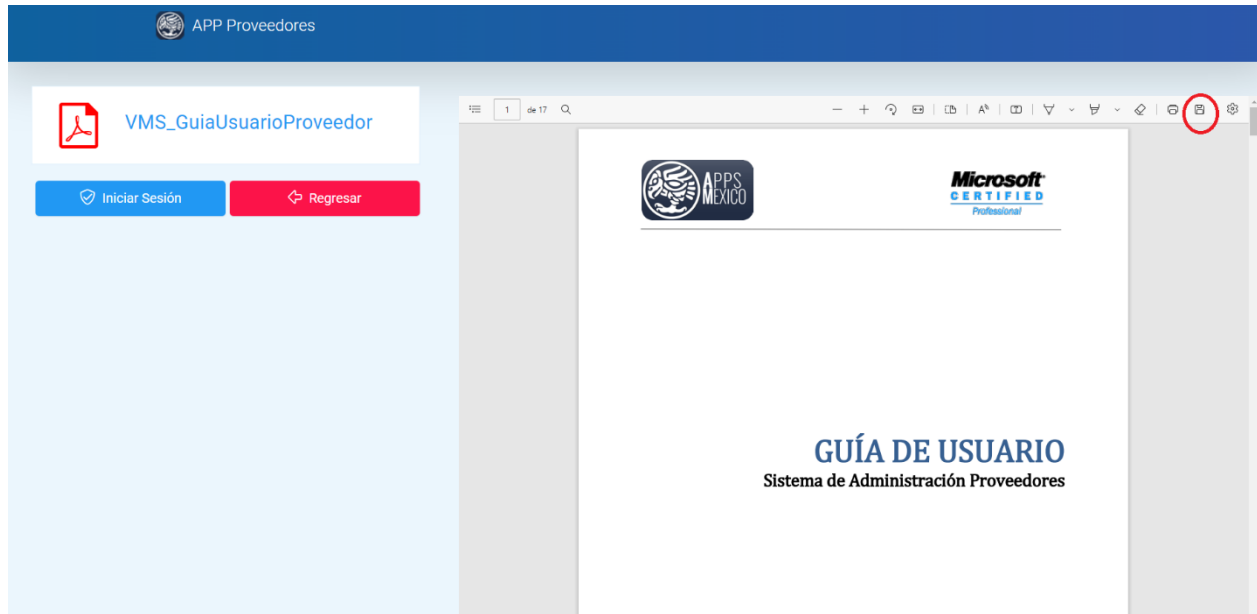 APP Proveedores
VMS_GuiaUsuarioProveedor
Iniciar Sesión
Regresar
1 de 17
APPS
MEXICO
Microsoft
CERTIFIED
Professional
GUÍA DE USUARIO
Sistema de Administración Proveedores